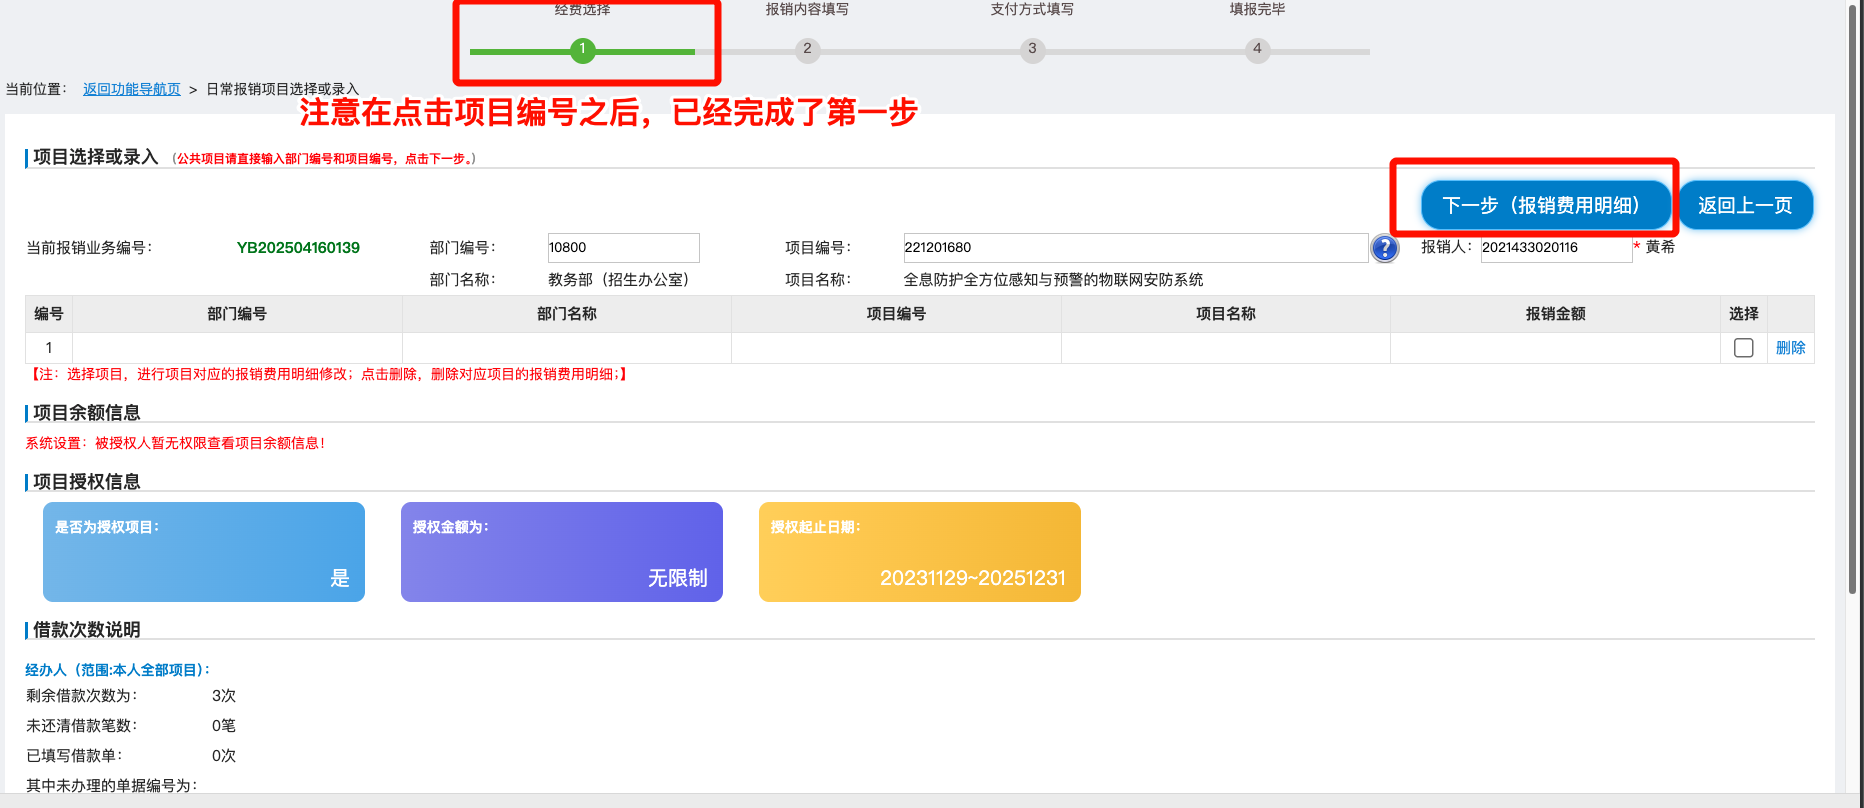 经费选择 报销内容填写 支付方式填写 填报完毕
1 2 3 4
当前位置： 返回功能导航页 > 日常报销项目选择或录入
注意在点击项目编号之后，已经完成了第一步
项目选择或录入 （公共项目请直接输入部门编号和项目编号，点击下一步。）
下一步（报销费用明细） 返回上一页
当前报销业务编号： YB202504160139 部门编号： 10800 项目编号： 221201680 ? 报销人： 2021433020116 * 黄希
部门名称： 教务部（招生办公室） 项目名称： 全息防护全方位感知与预警的物联网安防系统
编号 部门编号 部门名称 项目编号 项目名称 报销金额 选择
1 删除
【注：选择项目，进行项目对应的报销费用明细修改；点击删除，删除对应项目的报销费用明细；】
项目余额信息
系统设置：被授权人暂无权限查看项目余额信息！
项目授权信息
是否为授权项目： 授权金额为： 授权起止日期：
是 无限制 20231129~20251231
借款次数说明
经办人（范围:本人全部项目）：
剩余借款次数为： 3次
未还清借款笔数： 0笔
已填写借款单： 0次
其中未办理的单据编号为：